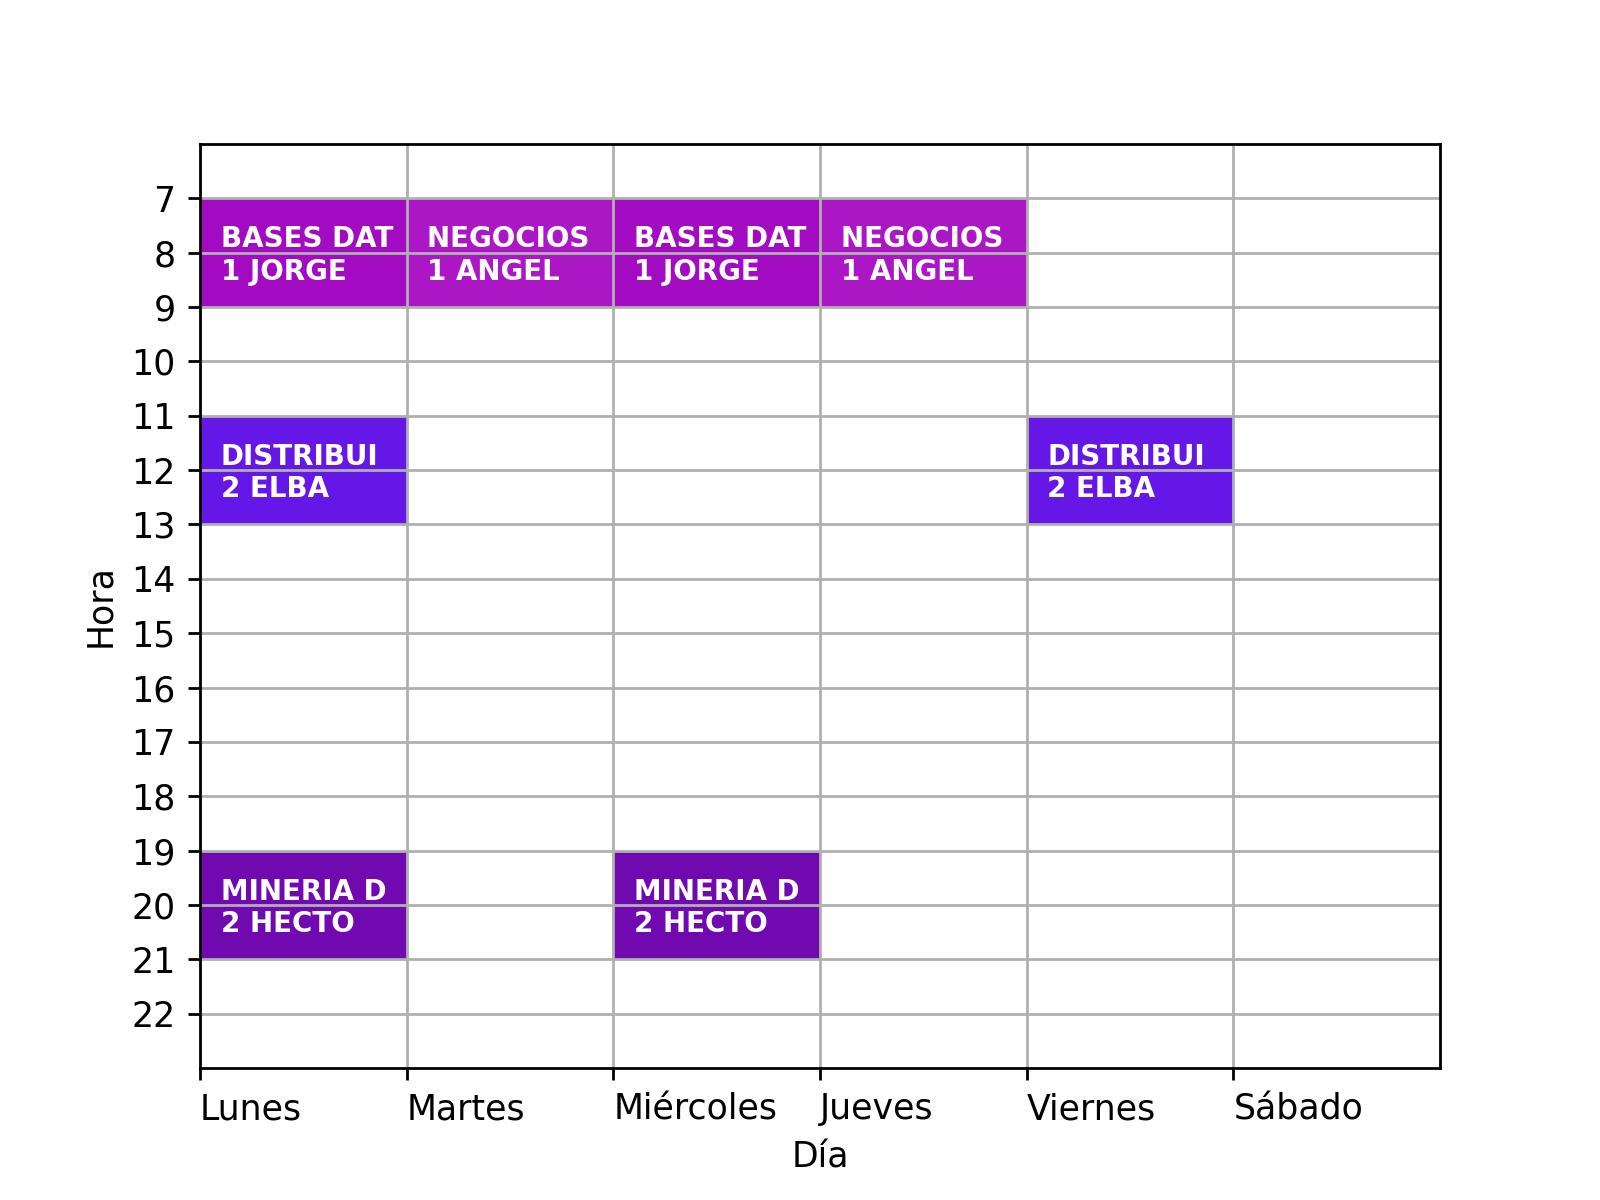 7
BASES DAT
1 JORGE
NEGOCIOS
1 ANGEL
BASES DAT
1 JORGE
NEGOCIOS
1 ANGEL
8
9
10
11
DISTRIBUI
2 ELBA
DISTRIBUI
2 ELBA
12
13
14
Hora
15
16
17
18
19
MINERIA D
2 HECTO
MINERIA D
2 HECTO
20
21
22
Lunes
Martes
Miércoles
Jueves
Viernes
Sábado
Día